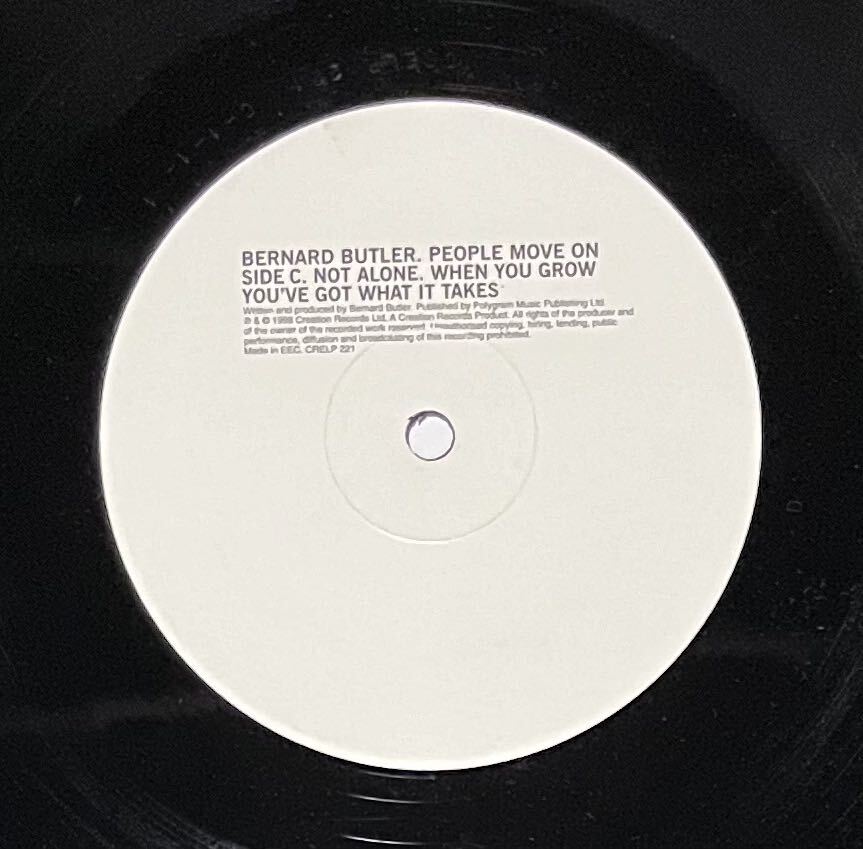 BERNARD BUTLER. PEOPLE MOVE ON
SIDE C. NOT ALONE. WHEN YOU GROW
YOU'VE GOT WHAT IT TAKES
Written and produced by Bernard Butler. Published by Polygram Music Publishing Ltd.
℗ & © 1998 Creation Records Ltd. A Creation Records Product. All rights of the producer and
of the owner of the recorded work reserved. Unauthorised copying, hiring, lending, public
performance, diffusion and broadcasting of this recording prohibited.
Made in EEC. CRELP 221